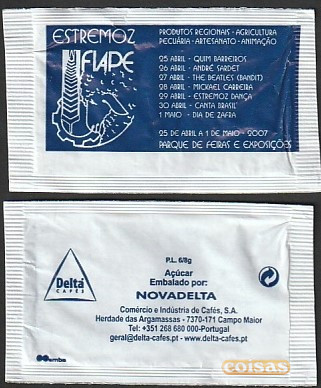 ESTREMOZ
FIAPE
PRODUTOS REGIONAIS - AGRICULTURA
PECUÁRIA - ARTESANATO - ANIMAÇÃO
25 ABRIL - QUIM BARREIROS
26 ABRIL - ANDRÉ SARDET
27 ABRIL - THE BEATLES (BANDIT)
28 ABRIL - MICKAEL CARREIRA
29 ABRIL - ESTREMOZ DANÇA
30 ABRIL - CANTA BRASIL
1 MAIO - DIA DE ZAFRA
25 DE ABRIL A 1 DE MAIO - 2007
PARQUE DE FEIRAS E EXPOSIÇÕES
P.L. 6/8g
Açúcar
Embalado por:
NOVADELTA
Delta
CAFÉS
Comércio e Indústria de Cafés, S.A.
Herdade das Argamassas - 7370-171 Campo Maior
Tel: +351 268 680 000-Portugal
geral@delta-cafes.pt - www.delta-cafes.pt
emba
coisas